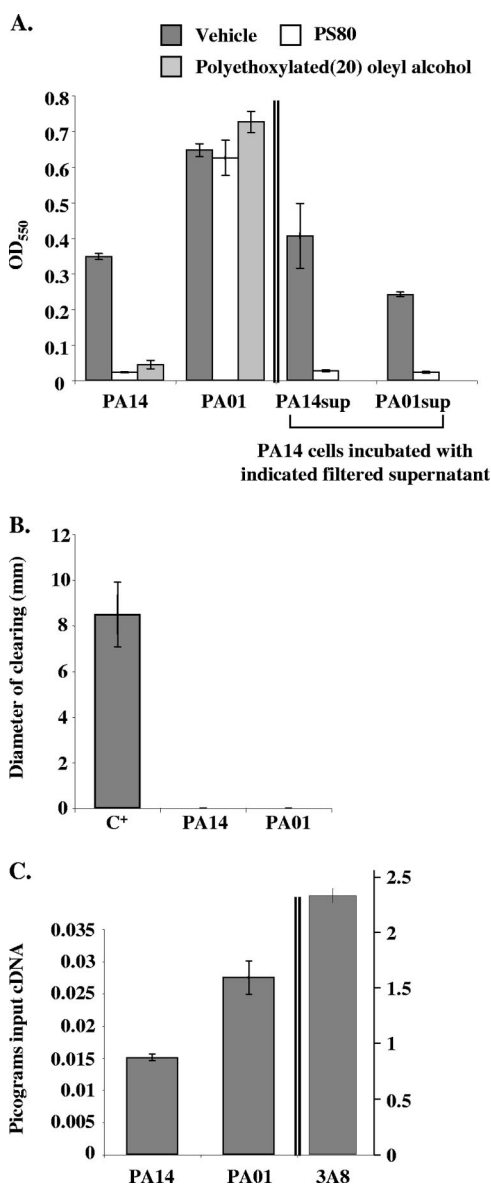 A.
Vehicle PS80
Polyethoxylated(20) oleyl alcohol
0.8
0.7
0.6
0.5
0.4
0.3
0.2
0.1
0
OD550
PA14 PA01 PA14sup PA01sup
PA14 cells incubated with
indicated filtered supernatant
B.
12
10
8
6
4
2
0
Diameter of clearing (mm)
C+ PA14 PA01
C.
0.035
0.03
0.025
0.02
0.015
0.01
0.005
0
Picograms input cDNA
2.5
2
1.5
1
0.5
0
PA14 PA01 3A8